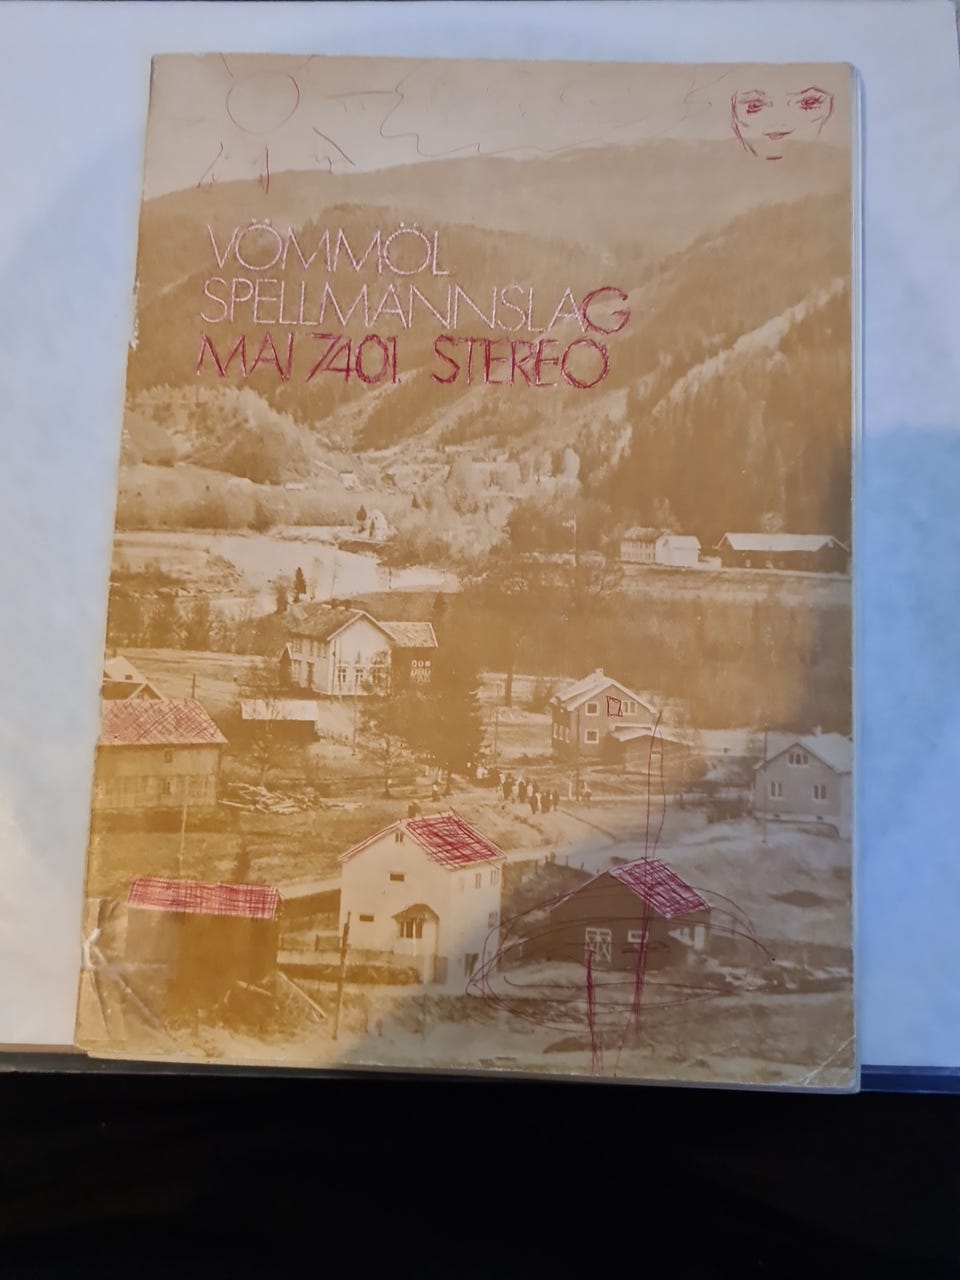 VÖMMÖL
SPELLMANNSLAG
MAI 7401. STEREO